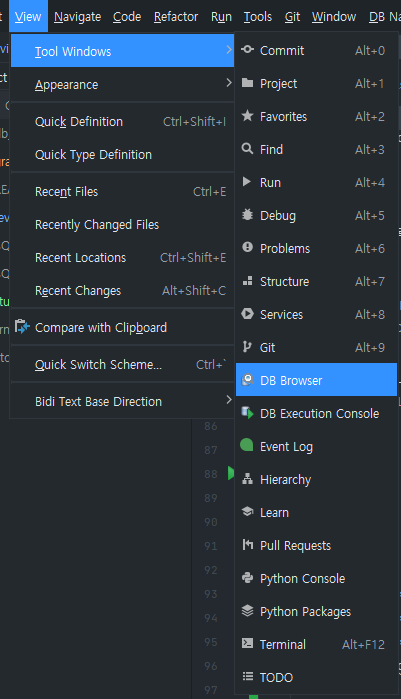 View Navigate Code Refactor Run Tools Git Window DB Na
Tool Windows
Appearance
Quick Definition Ctrl+Shift+I
Quick Type Definition
Recent Files Ctrl+E
Recently Changed Files
Recent Locations Ctrl+Shift+E
Recent Changes Alt+Shift+C
Compare with Clipboard
Quick Switch Scheme... Ctrl+`
Bidi Text Base Direction
Commit Alt+0
Project Alt+1
Favorites Alt+2
Find Alt+3
Run Alt+4
Debug Alt+5
Problems Alt+6
Structure Alt+7
Services Alt+8
Git Alt+9
DB Browser
DB Execution Console
Event Log
Hierarchy
Learn
Pull Requests
Python Console
Python Packages
Terminal Alt+F12
TODO
86
87
88
89
90
91
92
93
94
95
96
97